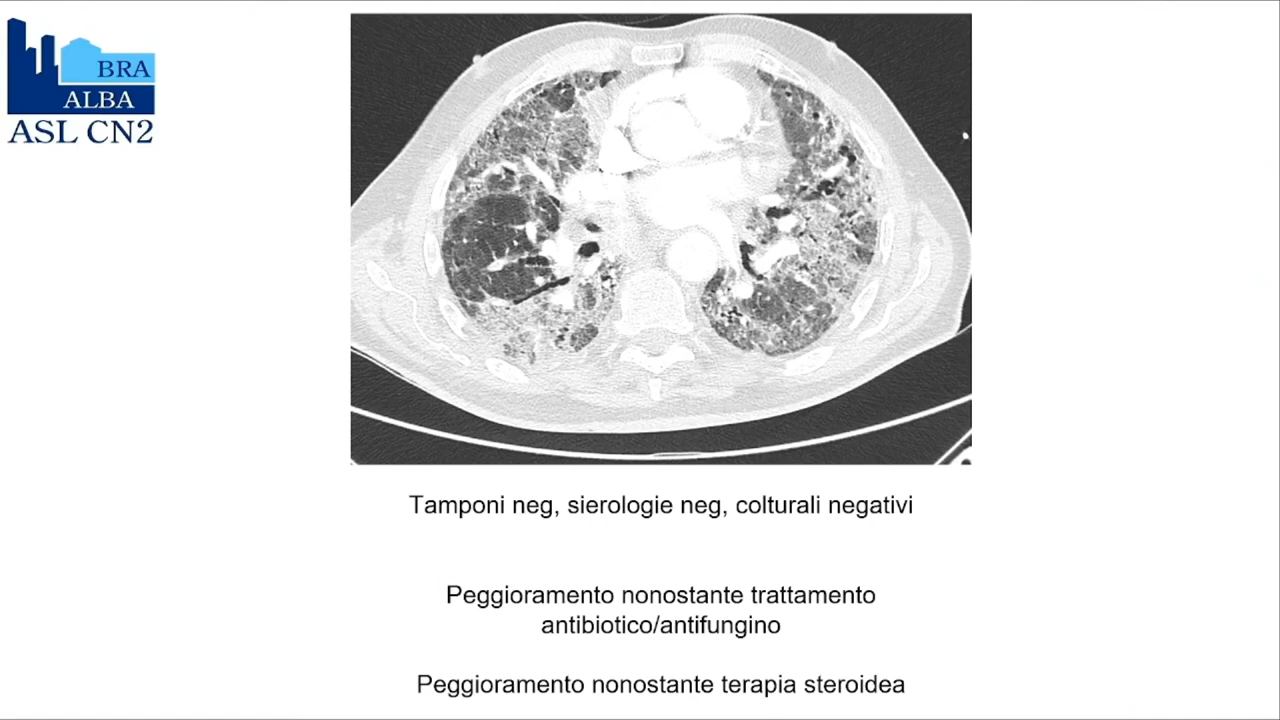 BRA
ALBA
ASL CN2
Tamponi neg, sierologie neg, colturali negativi
Peggioramento nonostante trattamento
antibiotico/antifungino
Peggioramento nonostante terapia steroidea